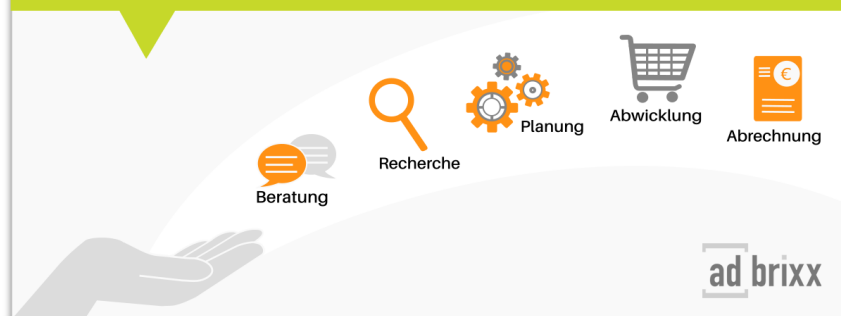 Beratung
Recherche
Planung
Abwicklung
€
Abrechnung
ad brixx